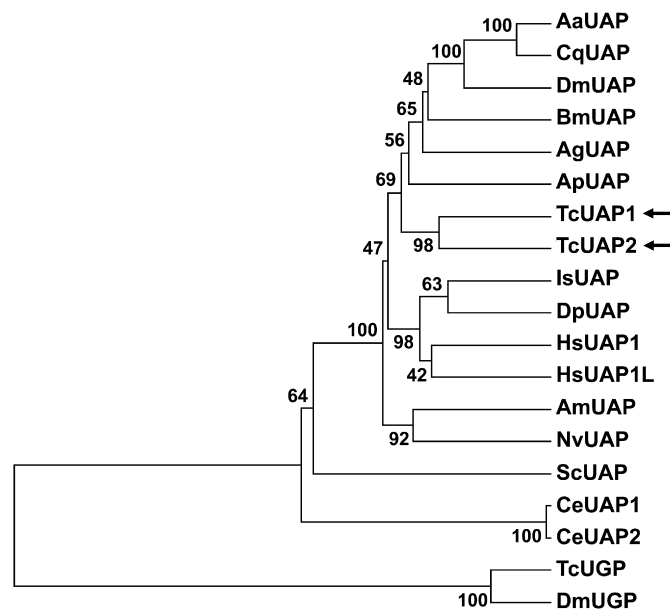 AaUAP
100
CqUAP
100
DmUAP
48
BmUAP
65
AgUAP
56
ApUAP
69
TcUAP1
98
TcUAP2
47
IsUAP
63
DpUAP
100
98
HsUAP1
42
HsUAP1L
64
AmUAP
92
NvUAP
ScUAP
CeUAP1
100
CeUAP2
TcUGP
100
DmUGP